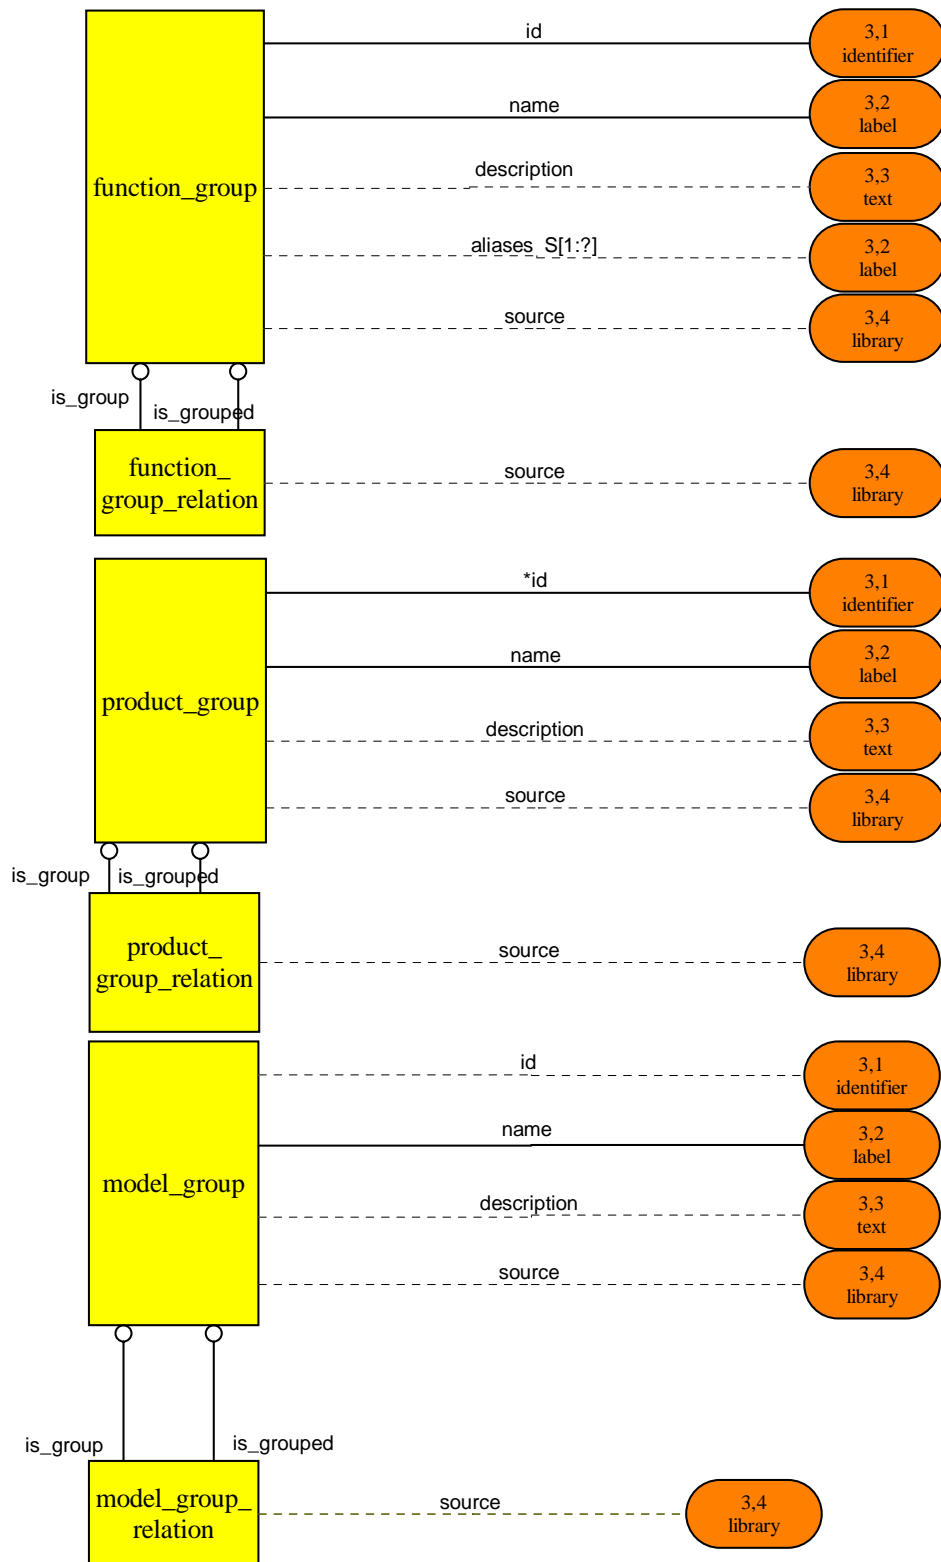 id
3,1
identifier
name
3,2
label
function_group
description
3,3
text
aliases S[1:?]
3,2
label
source
3,4
library
is_group
is_grouped
function_
group_relation
source
3,4
library
*id
3,1
identifier
name
3,2
label
product_group
description
3,3
text
source
3,4
library
is_group
is_grouped
product_
group_relation
source
3,4
library
id
3,1
identifier
name
3,2
label
model_group
description
3,3
text
source
3,4
library
is_group
is_grouped
model_group_
relation
source
3,4
library